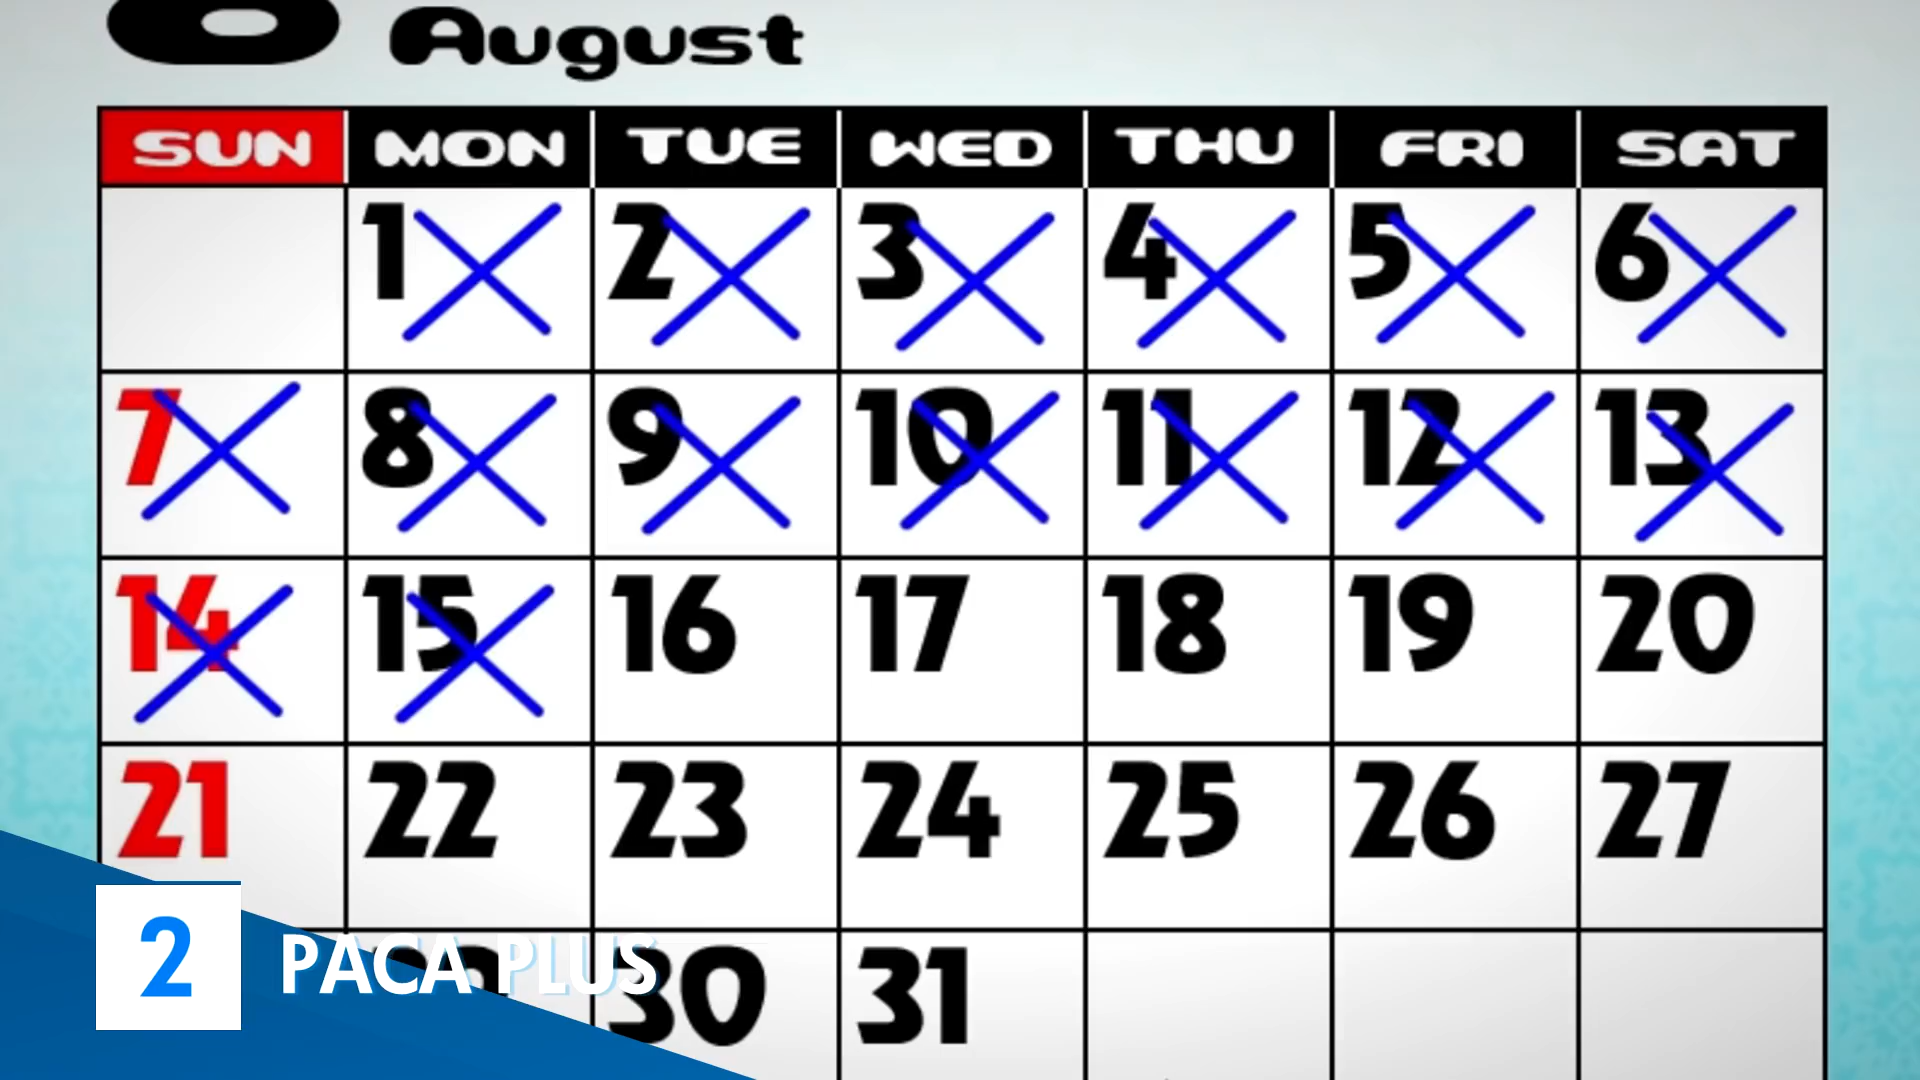 August
SUN MON TUE WED THU FRI SAT
1 2 3 4 5 6
7 8 9 10 11 12 13
14 15 16 17 18 19 20
21 22 23 24 25 26 27
30 31
2 PACA PLUS